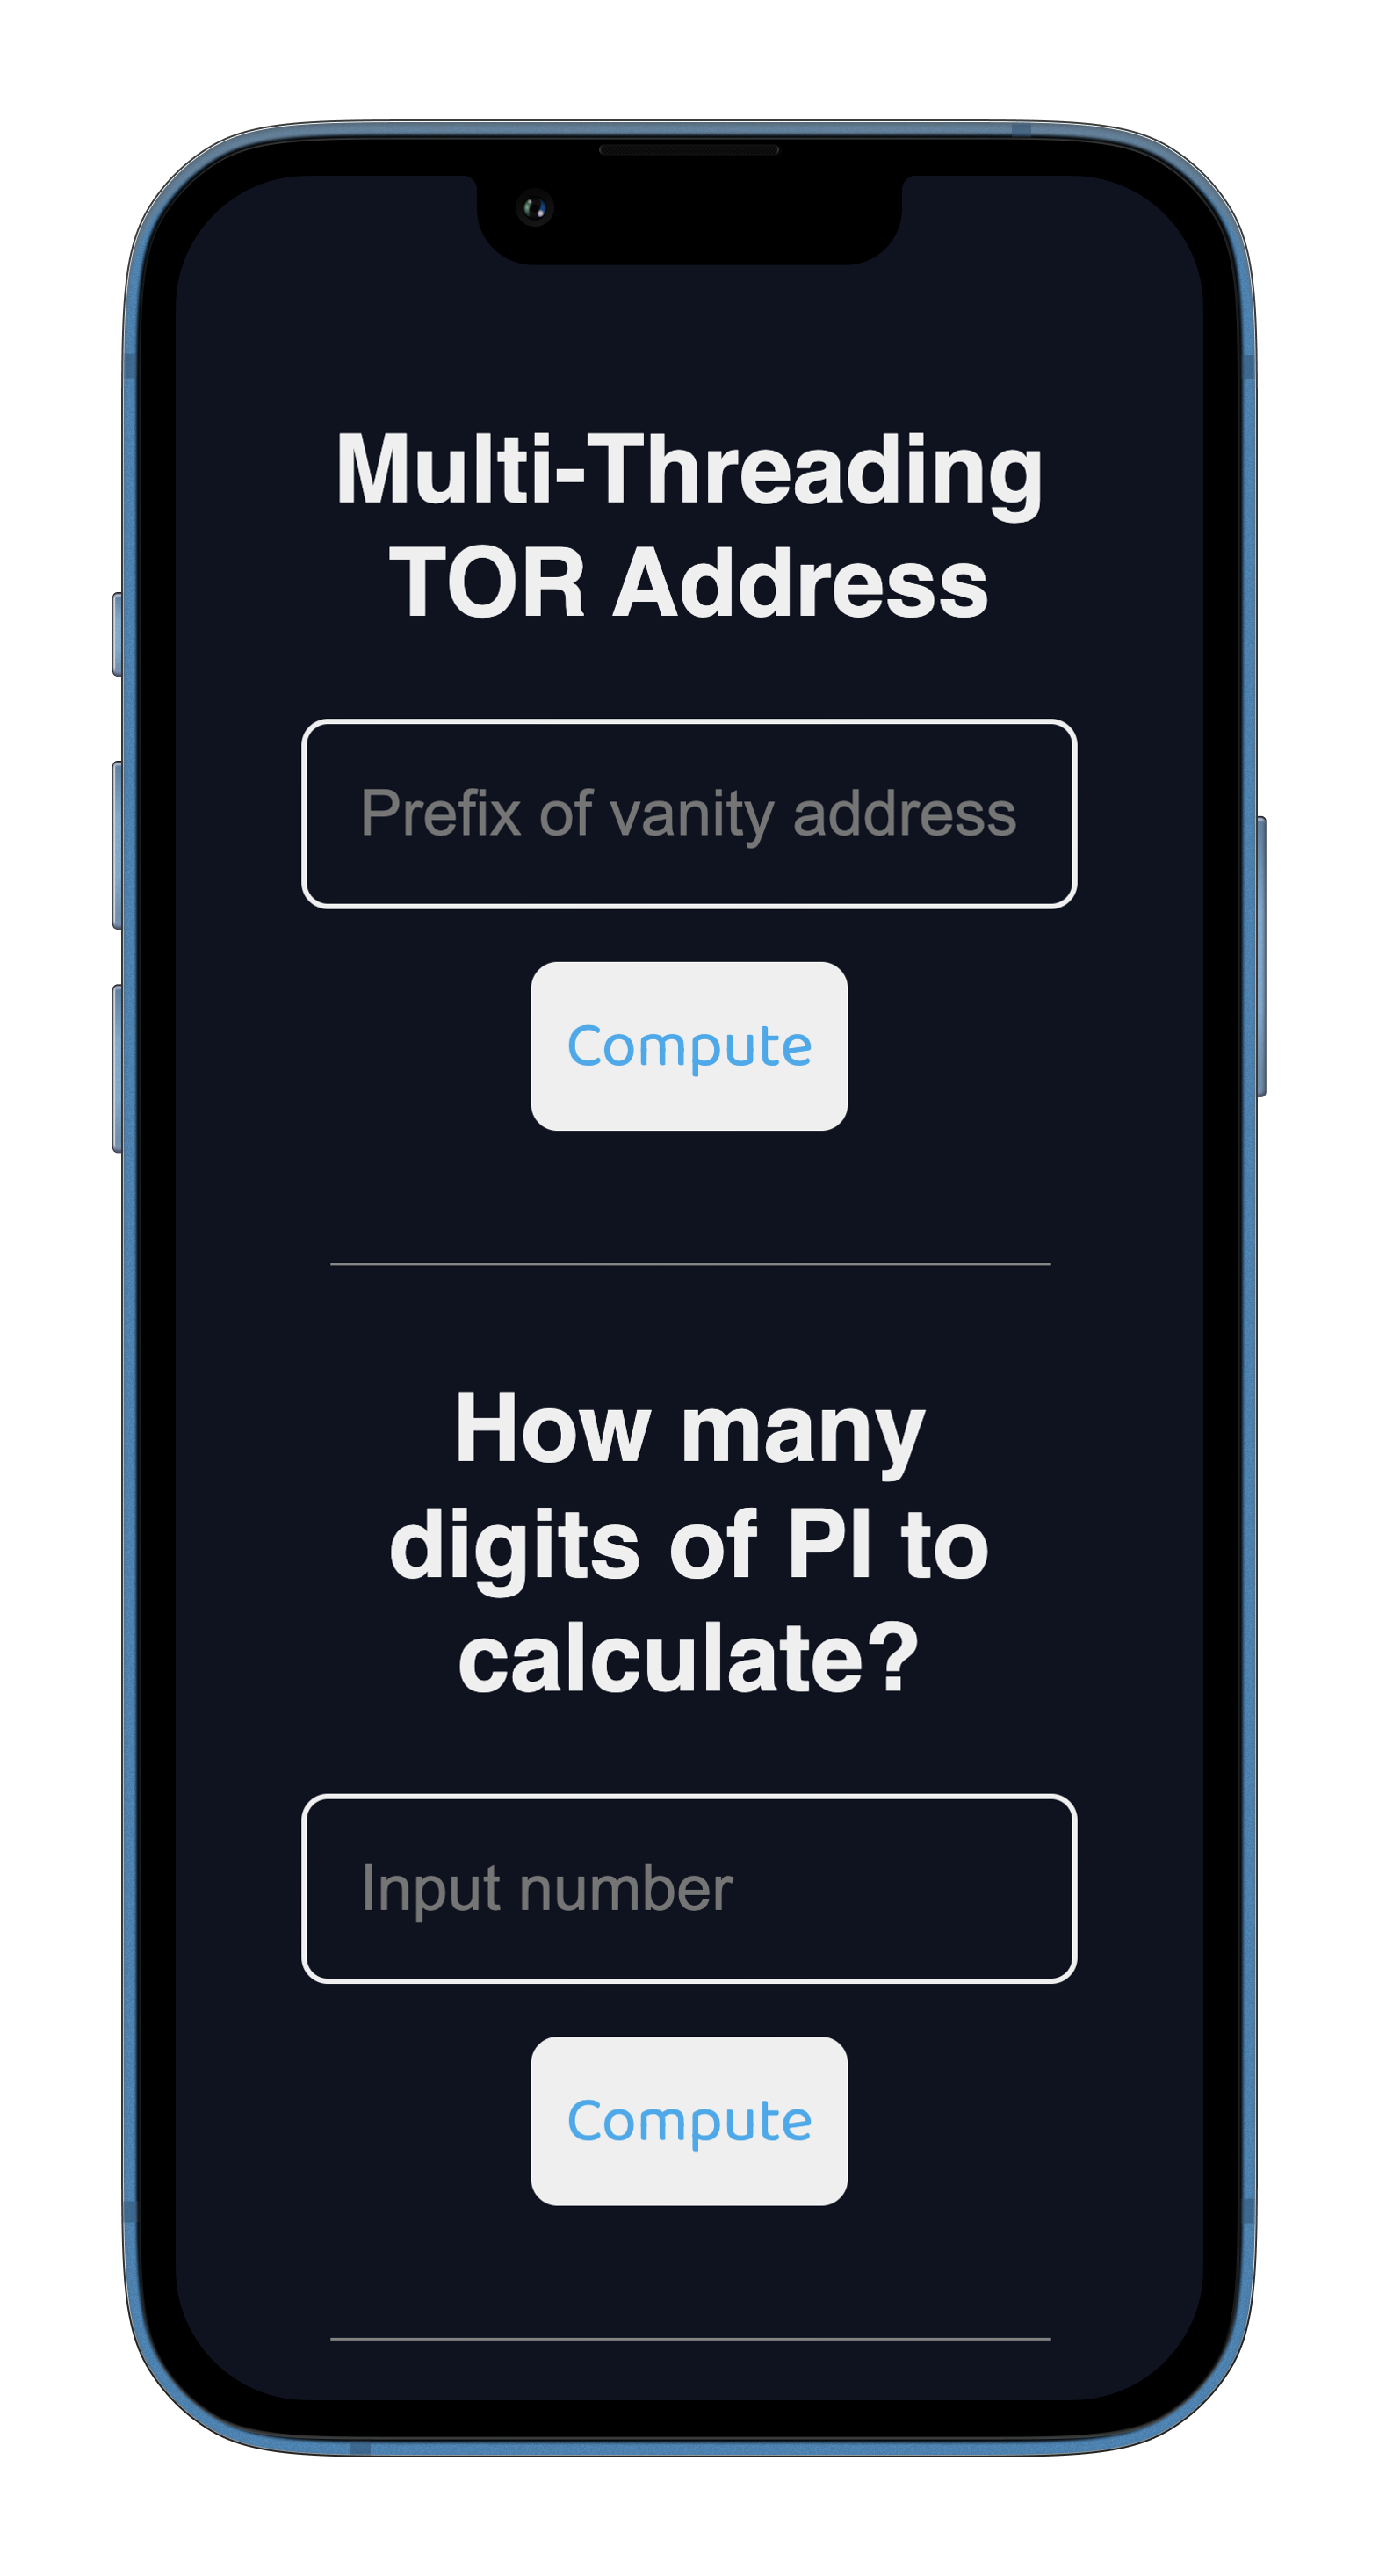 Multi-Threading
TOR Address
Prefix of vanity address
Compute
How many
digits of PI to
calculate?
Input number
Compute